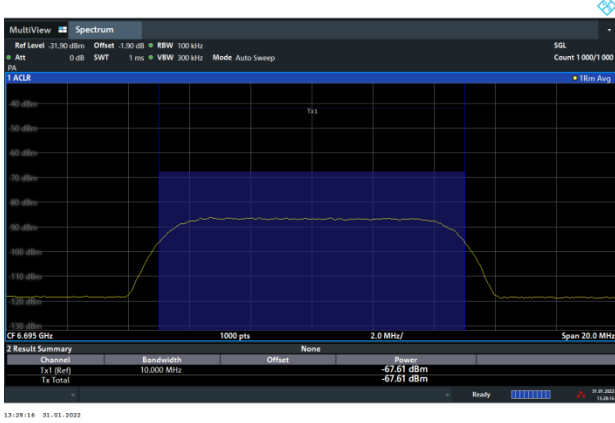 MultiView Spectrum
Ref Level -31.90 dBm Offset -1.90 dB RBW 100 kHz SGL
Att 0 dB SWT 1 ms VBW 300 kHz Mode Auto Sweep Count 1 000/1 000
PA
1 ACLR 1Rm Avg
Tx1
-40 dBm
-50 dBm
-60 dBm
-70 dBm
-80 dBm
-90 dBm
-100 dBm
-110 dBm
-120 dBm
-130 dBm
CF 6.695 GHz 1000 pts 2.0 MHz/ Span 20.0 MHz
2 Result Summary None
Channel Bandwidth Offset Power
Tx1 (Ref) 10.000 MHz -67.61 dBm
Tx Total -67.61 dBm
Ready 31.01.2022
13:28:16
13:28:16 31.01.2022